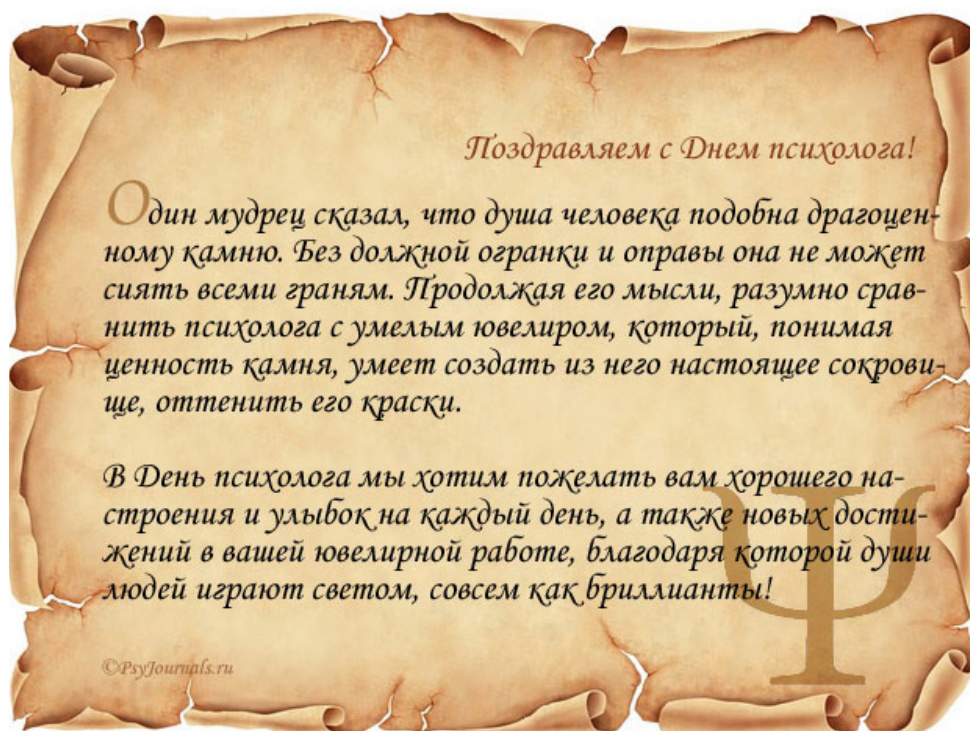 Поздравляем с Днем психолога!
Один мудрец сказал, что душа человека подобна драгоцен-
ному камню. Без должной огранки и оправы она не может
сиять всеми граням. Продолжая его мысли, разумно срав-
нить психолога с умелым ювелиром, который, понимая
ценность камня, умеет создать из него настоящее сокрови-
ще, оттенить его краски.
В День психолога мы хотим пожелать вам хорошего на-
строения и улыбок на каждый день, а также новых дости-
жений в вашей ювелирной работе, благодаря которой души
людей играют светом, совсем как бриллианты!
Ψ
©PsyJournals.ru